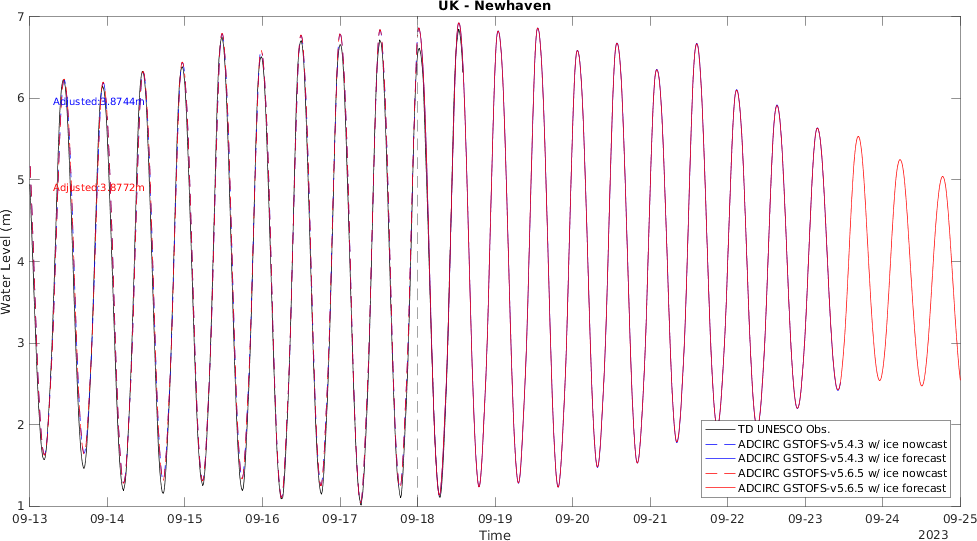 UK - Newhaven
7
6
5
4
3
2
1
Water Level (m)
Adjusted:3.8744m
Adjusted:3.8772m
TD UNESCO Obs.
ADCIRC GSTOFS-v5.4.3 w/ ice nowcast
ADCIRC GSTOFS-v5.4.3 w/ ice forecast
ADCIRC GSTOFS-v5.6.5 w/ ice nowcast
ADCIRC GSTOFS-v5.6.5 w/ ice forecast
09-13 09-14 09-15 09-16 09-17 09-18 09-19 09-20 09-21 09-22 09-23 09-24 09-25
Time
2023